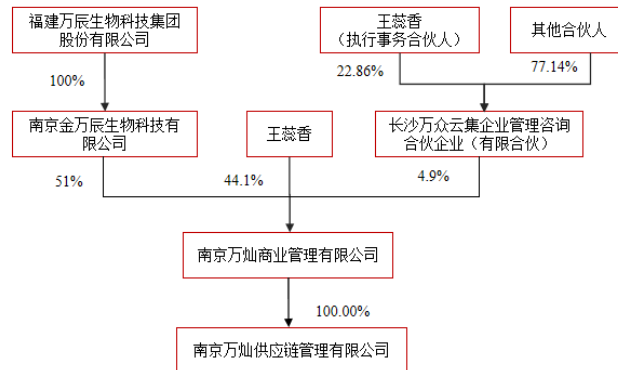 福建万辰生物科技集团
股份有限公司
王蕊香
（执行事务合伙人）
其他合伙人
100%
22.86%
77.14%
南京金万辰生物科技有
限公司
王蕊香
长沙万众云集企业管理咨询
合伙企业（有限合伙）
51%
44.1%
4.9%
南京万灿商业管理有限公司
100.00%
南京万灿供应链管理有限公司